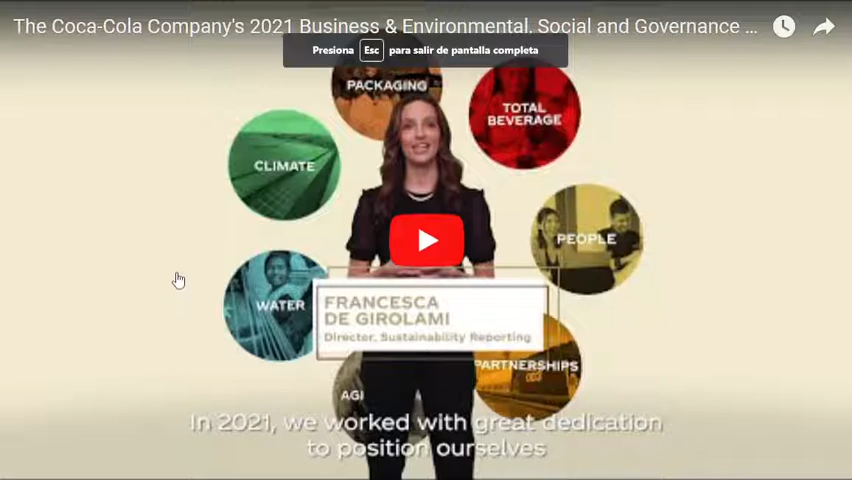 The Coca-Cola Company's 2021 Business & Environmental, Social and Governance ...
Presiona Esc para salir de pantalla completa
PACKAGING
TOTAL
BEVERAGE
CLIMATE
PEOPLE
WATER
FRANCESCA
DE GIROLAMI
Director, Sustainability Reporting
PARTNERSHIPS
AGI
In 2021, we worked with great dedication
to position ourselves